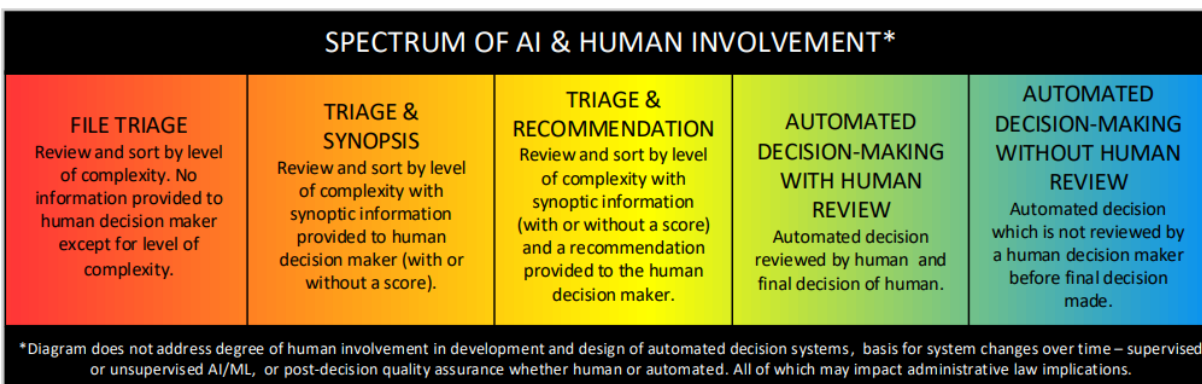 SPECTRUM OF AI & HUMAN INVOLVEMENT*
FILE TRIAGE
Review and sort by level
of complexity. No
information provided to
human decision maker
except for level of
complexity.
TRIAGE &
SYNOPSIS
Review and sort by level
of complexity with
synoptic information
provided to human
decision maker (with or
without a score).
TRIAGE &
RECOMMENDATION
Review and sort by level
of complexity with
synoptic information
(with or without a score)
and a recommendation
provided to the human
decision maker.
AUTOMATED
DECISION-MAKING
WITH HUMAN
REVIEW
Automated decision
reviewed by human and
final decision of human.
AUTOMATED
DECISION-MAKING
WITHOUT HUMAN
REVIEW
Automated decision
which is not reviewed by
a human decision maker
before final decision
made.
*Diagram does not address degree of human involvement in development and design of automated decision systems, basis for system changes over time – supervised
or unsupervised AI/ML, or post-decision quality assurance whether human or automated. All of which may impact administrative law implications.